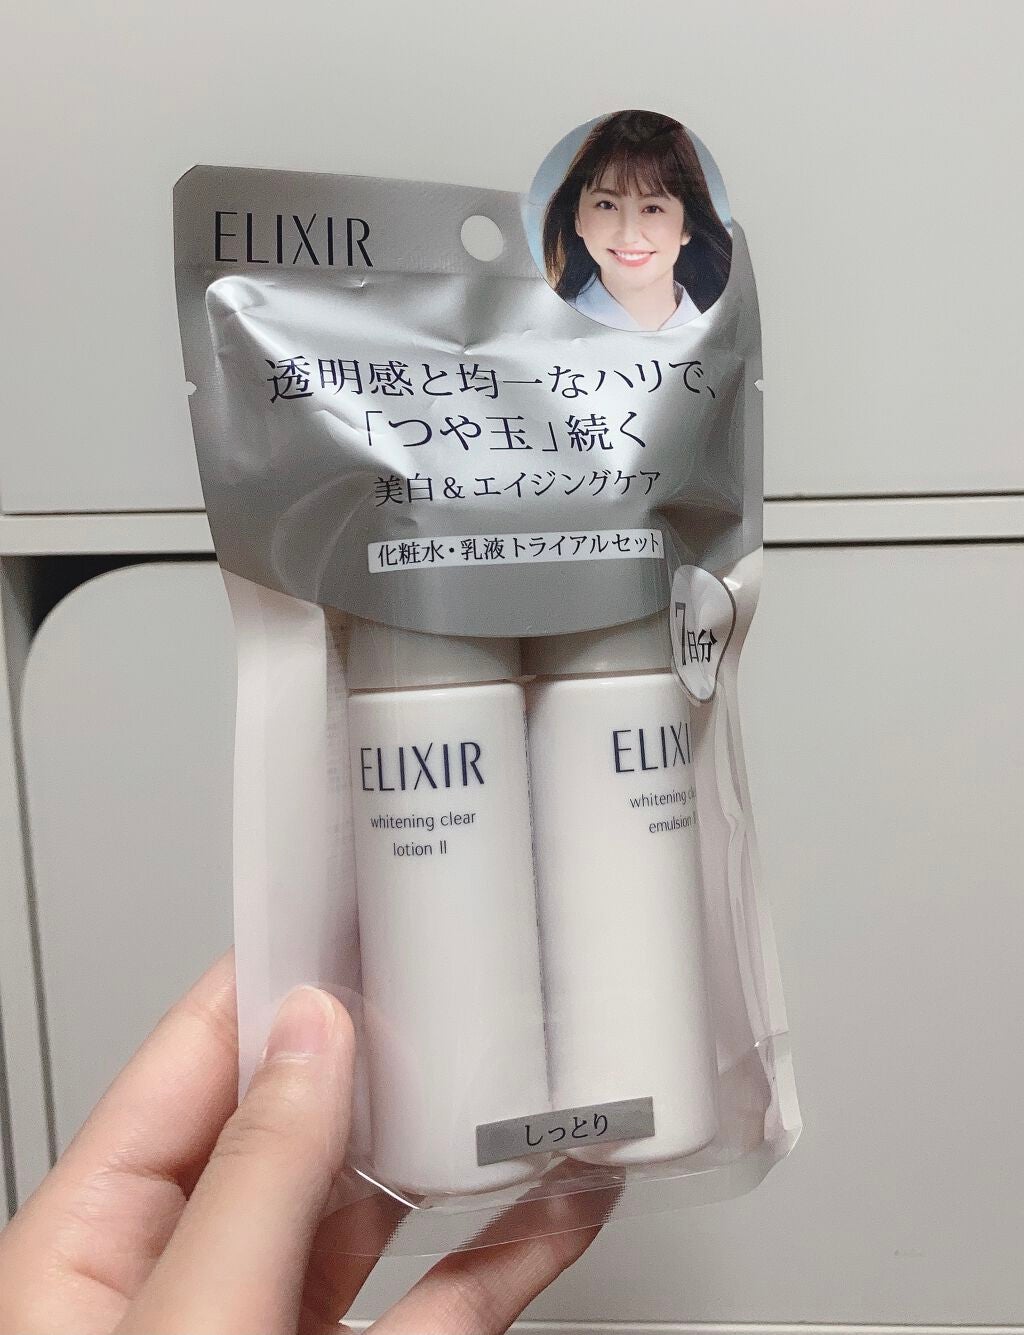 ELIXIR
透明感と均一なハリで、
「つや玉」続く
美白&エイジングケア
化粧水・乳液トライアルセット
7日分
ELIXIR
whitening clear
lotion II
ELIXI
whitening
emulsion
しっとり